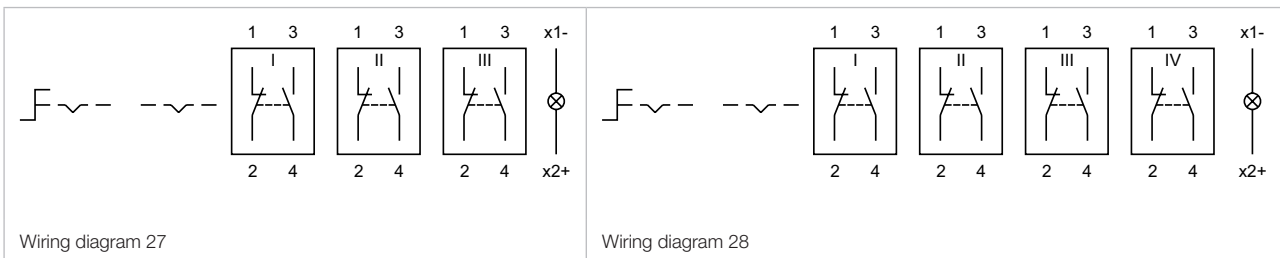 1 3 1 3 1 3 x1-
I II III
2 4 2 4 2 4 x2+
Wiring diagram 27
1 3 1 3 1 3 1 3 x1-
I II III IV
2 4 2 4 2 4 2 4 x2+
Wiring diagram 28